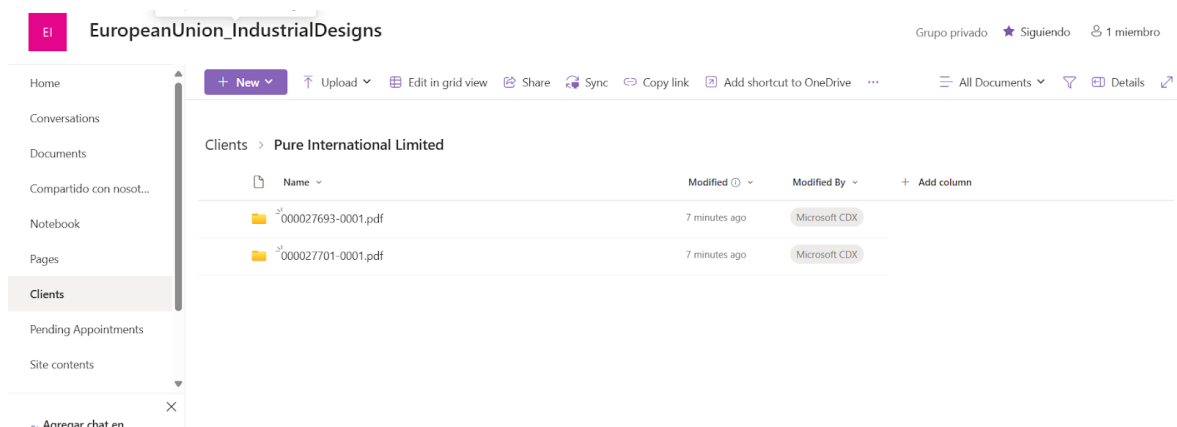 EI
EuropeanUnion_IndustrialDesigns
Grupo privado
Siguiendo
1 miembro
Home
Conversations
Documents
Compartido con nosot...
Notebook
Pages
Clients
Pending Appointments
Site contents
+ New
Upload
Edit in grid view
Share
Sync
Copy link
Add shortcut to OneDrive
...
All Documents
Details
Clients > Pure International Limited
Name
Modified
Modified By
+ Add column
000027693-0001.pdf
7 minutes ago
Microsoft CDX
000027701-0001.pdf
7 minutes ago
Microsoft CDX
Agregar chat en